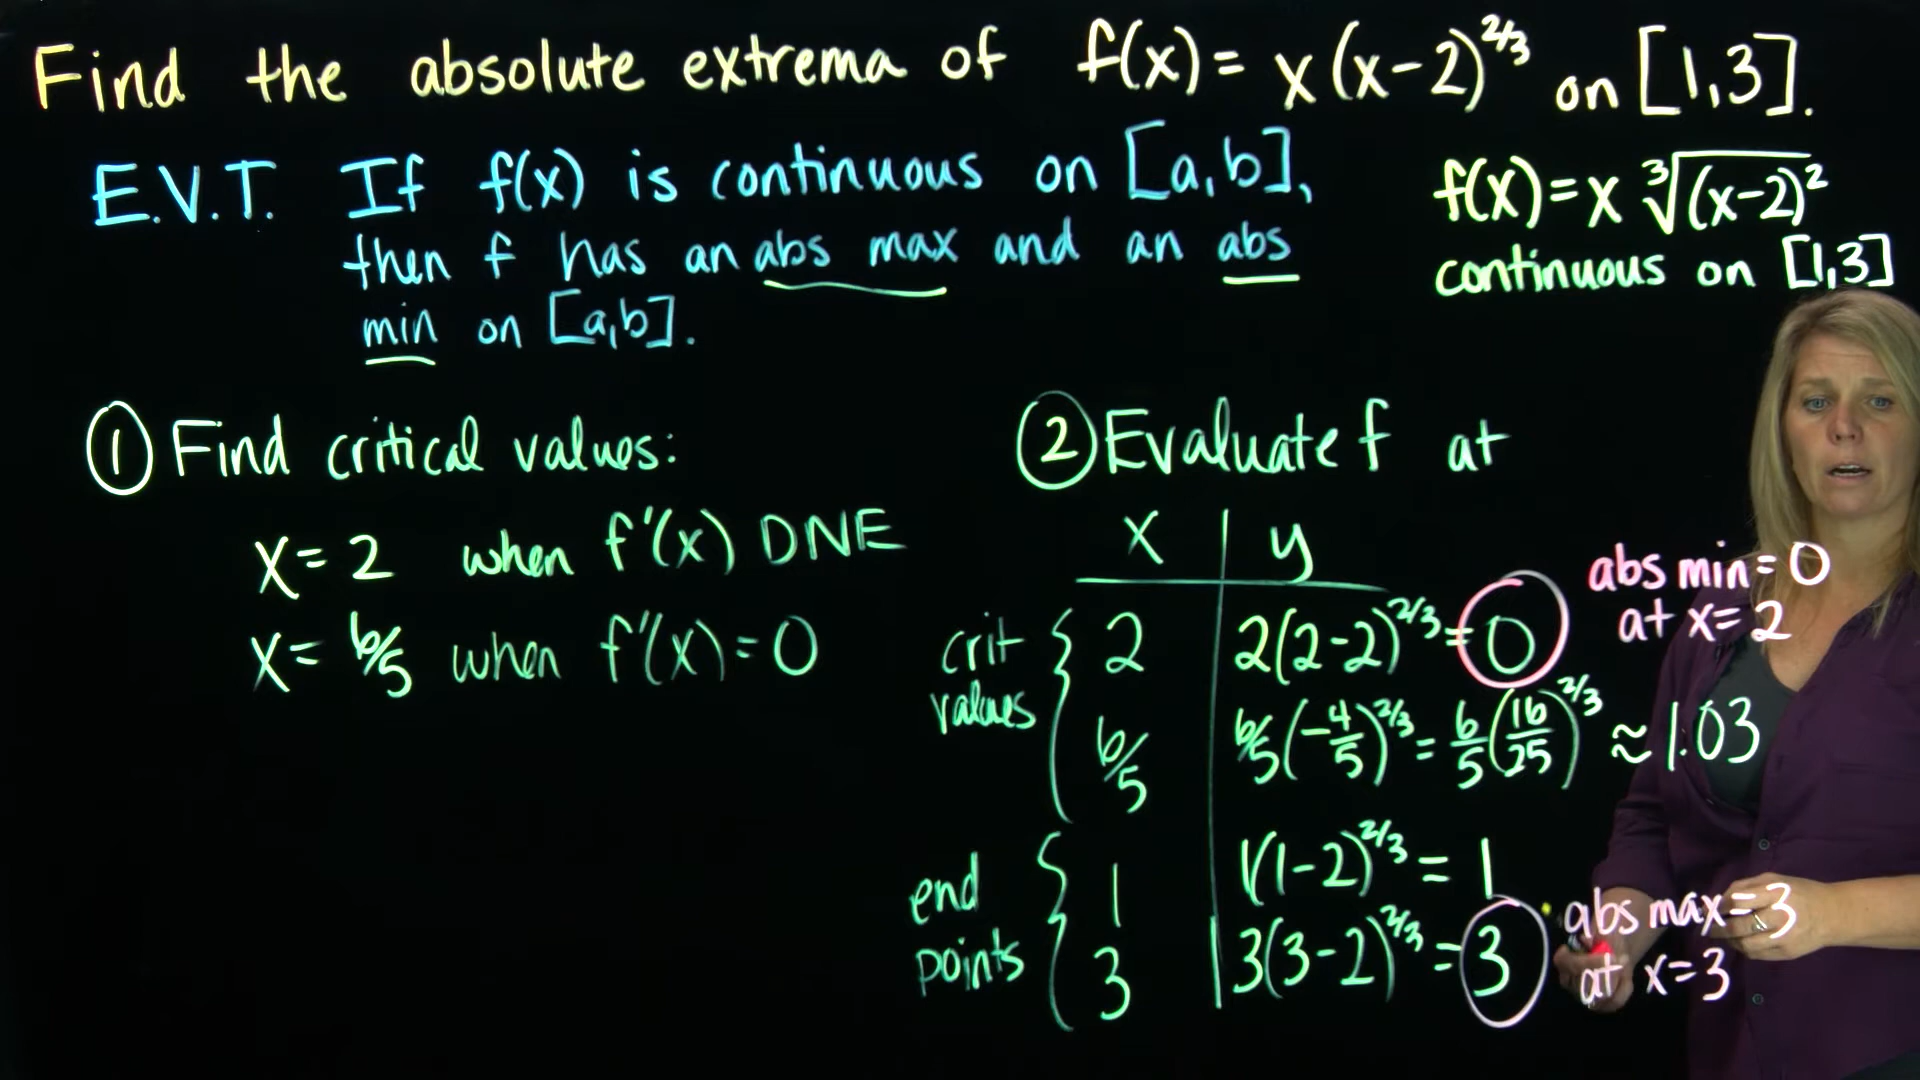 Find the absolute extrema of f(x) = x(x-2)^2/3 on [1,3].
E.V.T. If f(x) is continuous on [a,b],
then f has an abs max and an abs
min on [a,b].
f(x) = x ∛(x-2)²
continuous on [1,3]
① Find critical values:
x = 2 when f'(x) DNE
x = 6/5 when f'(x) = 0
② Evaluate f at
x | y
crit values { 2 | 2(2-2)^2/3 = 0 abs min = 0 at x = 2
6/5 | 6/5(-4/5)^2/3 = 6/5(16/25)^2/3 ≈ 1.03
end points { 1 | 1(1-2)^2/3 = 1
3 | 3(3-2)^2/3 = 3 abs max = 3 at x = 3